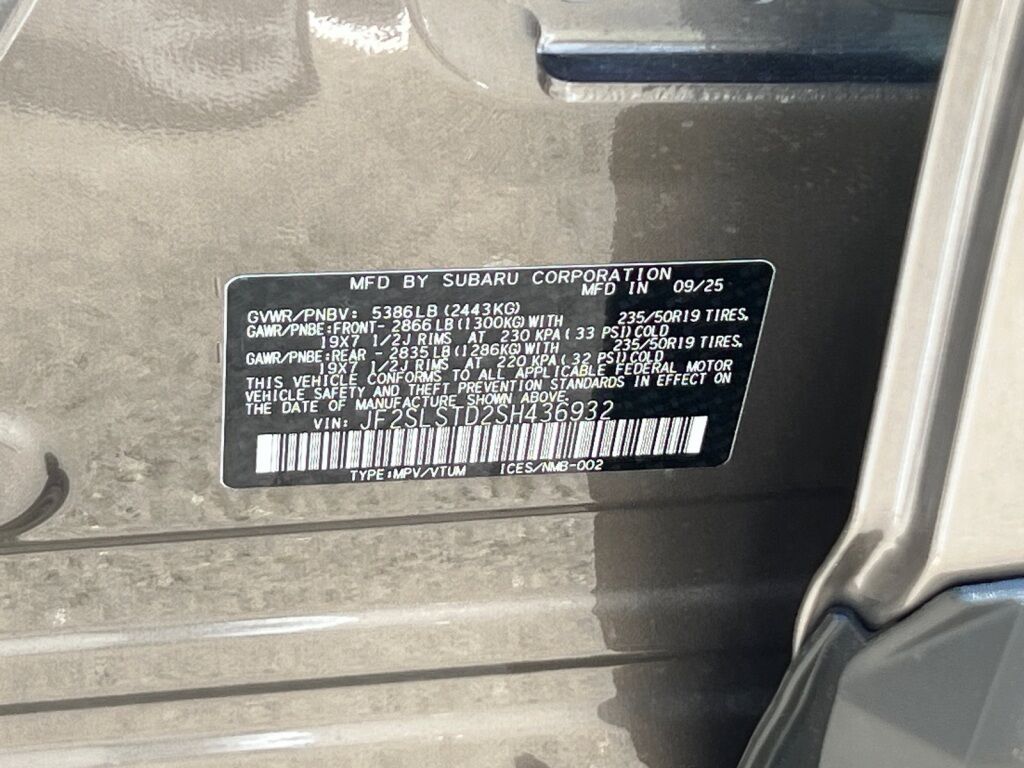 MFD BY SUBARU CORPORATION
MFD IN 09/25
GVWR/PNBV: 5386LB (2443KG)
GAWR/PNBE:FRONT- 2866LB(1300KG)WITH 235/50R19 TIRES.
19X7 1/2J RIMS AT 230 KPA( 33 PSI)COLD
GAWR/PNBE:REAR - 2835LB(1286KG)WITH 235/50R19 TIRES.
19X7 1/2J RIMS AT 220 KPA( 32 PSI)COLD
THIS VEHICLE CONFORMS TO ALL APPLICABLE FEDERAL MOTOR
VEHICLE SAFETY AND THEFT PREVENTION STANDARDS IN EFFECT ON
THE DATE OF MANUFACTURE SHOWN ABOVE.
VIN: JF2SLSTD2SH436932
TYPE:MPV/VTUM ICES/NMB-002